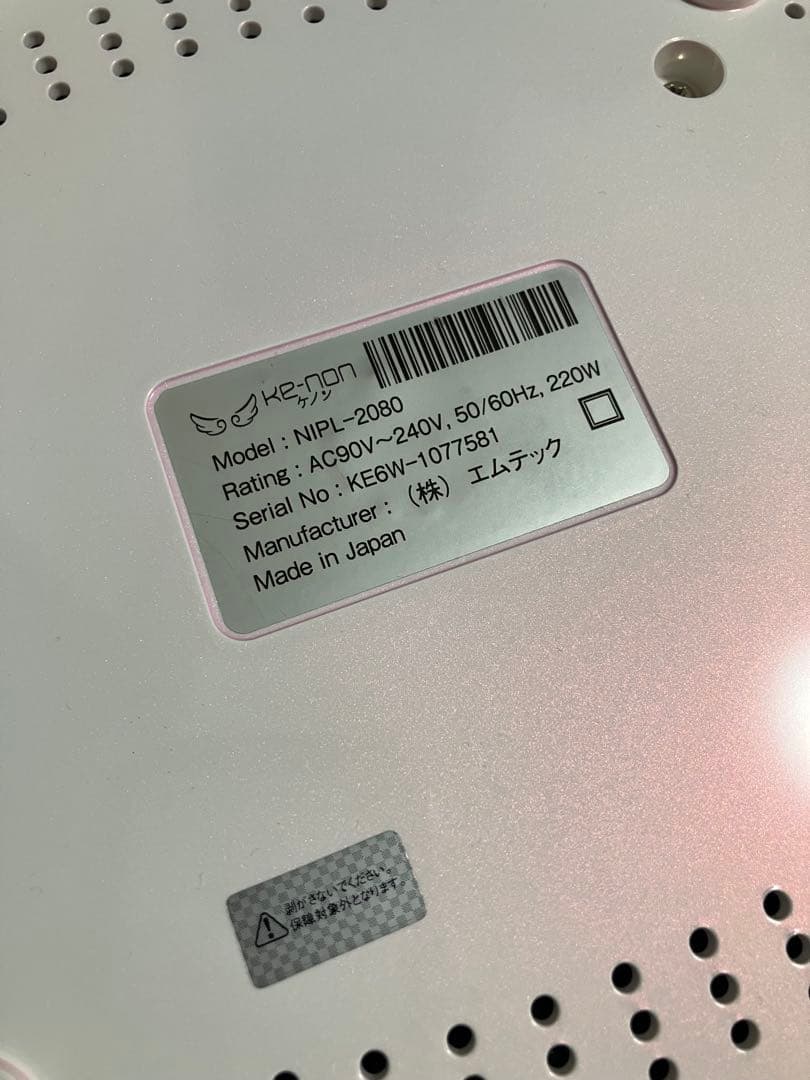 ke-non
ケノン
Model : NIPL-2080
Rating : AC90V～240V, 50/60Hz, 220W
Serial No : KE6W-1077581
Manufacturer : （株） エムテック
Made in Japan
剥がさないでください。
保障対象外となります。